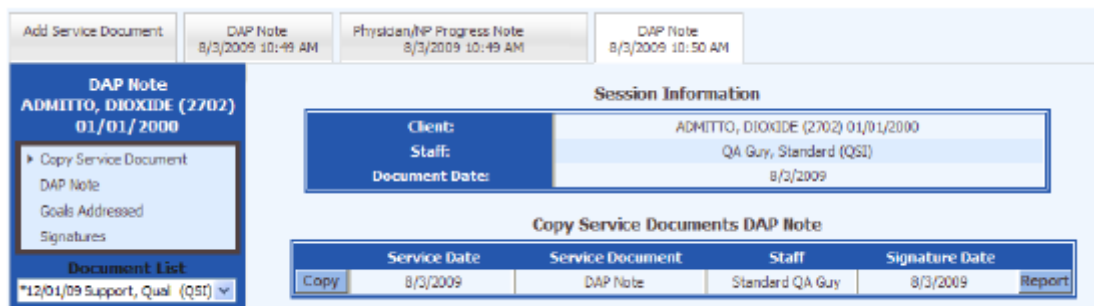 Add Service Document
DAP Note
8/3/2009 10:49 AM
Physician/NP Progress Note
8/3/2009 10:49 AM
DAP Note
8/3/2009 10:50 AM
DAP Note
ADMITTO, DIOXIDE (2702)
01/01/2000
Copy Service Document
DAP Note
Goals Addressed
Signatures
Document List
*12/01/09 Support, Qual (QSI)
Session Information
Client: ADMITTO, DIOXIDE (2702) 01/01/2000
Staff: QA Guy, Standard (QSI)
Document Date: 8/3/2009
Copy Service Documents DAP Note
Service Date Service Document Staff Signature Date
Copy 8/3/2009 DAP Note Standard QA Guy 8/3/2009 Report